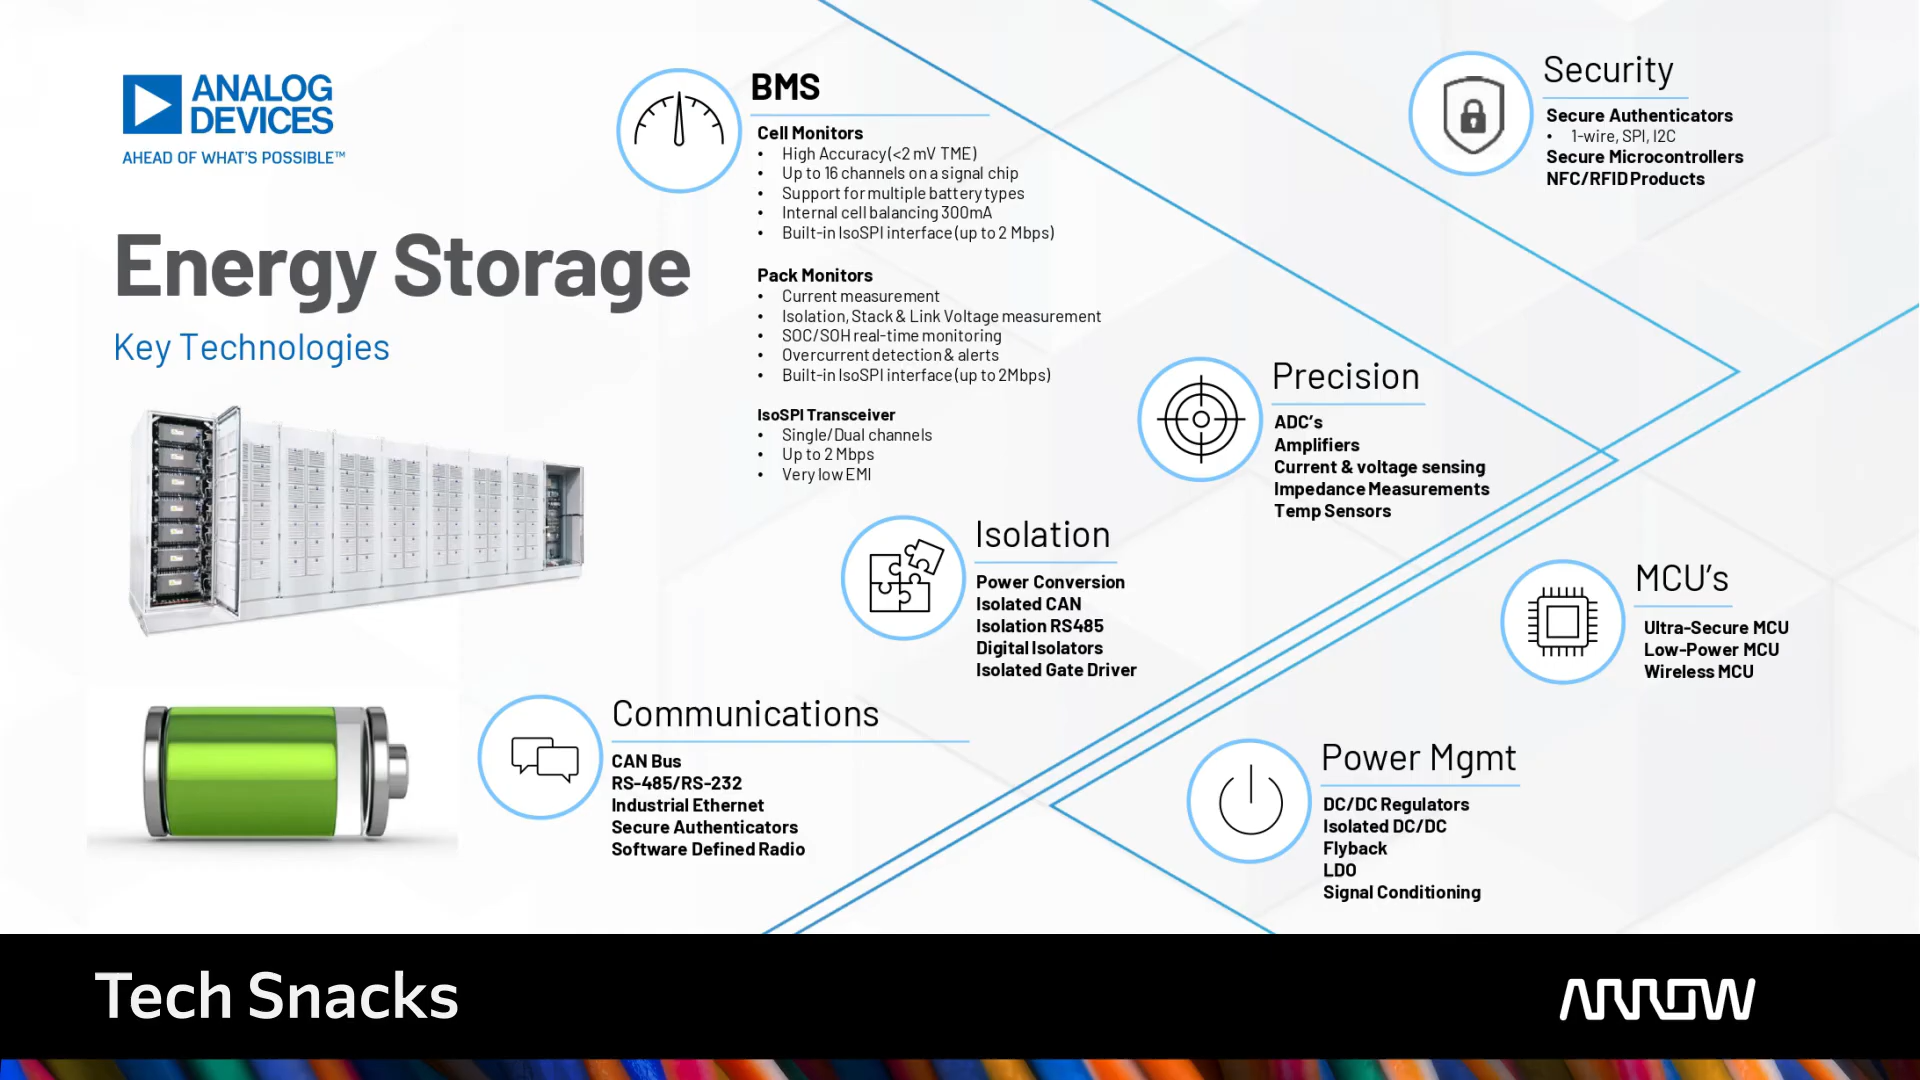 ANALOG
DEVICES
AHEAD OF WHAT'S POSSIBLE™
Energy Storage
Key Technologies
BMS
Cell Monitors
• High Accuracy (<2 mV TME)
• Up to 16 channels on a signal chip
• Support for multiple battery types
• Internal cell balancing 300mA
• Built-in IsoSPI interface (up to 2 Mbps)
Pack Monitors
• Current measurement
• Isolation, Stack & Link Voltage measurement
• SOC/SOH real-time monitoring
• Overcurrent detection & alerts
• Built-in IsoSPI interface (up to 2Mbps)
IsoSPI Transceiver
• Single/Dual channels
• Up to 2 Mbps
• Very low EMI
Security
Secure Authenticators
• 1-wire, SPI, I2C
Secure Microcontrollers
NFC/RFID Products
Precision
ADC's
Amplifiers
Current & voltage sensing
Impedance Measurements
Temp Sensors
Isolation
Power Conversion
Isolated CAN
Isolation RS485
Digital Isolators
Isolated Gate Driver
MCU's
Ultra-Secure MCU
Low-Power MCU
Wireless MCU
Communications
CAN Bus
RS-485/RS-232
Industrial Ethernet
Secure Authenticators
Software Defined Radio
Power Mgmt
DC/DC Regulators
Isolated DC/DC
Flyback
LDO
Signal Conditioning
Tech Snacks
ARROW